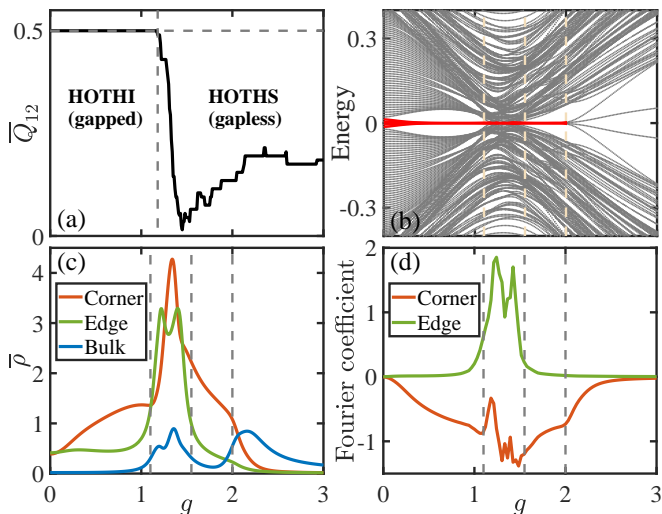 0.5
HOTHI
(gapped)
HOTHS
(gapless)
Q̅₁₂
0
(a)
0.3
0
-0.3
Energy
(b)
(c)
Corner
Edge
Bulk
4
3
2
1
0
ρ̅
0
1
2
3
g
(d)
Corner
Edge
2
1
0
-1
Fourier coefficient
0
1
2
3
g